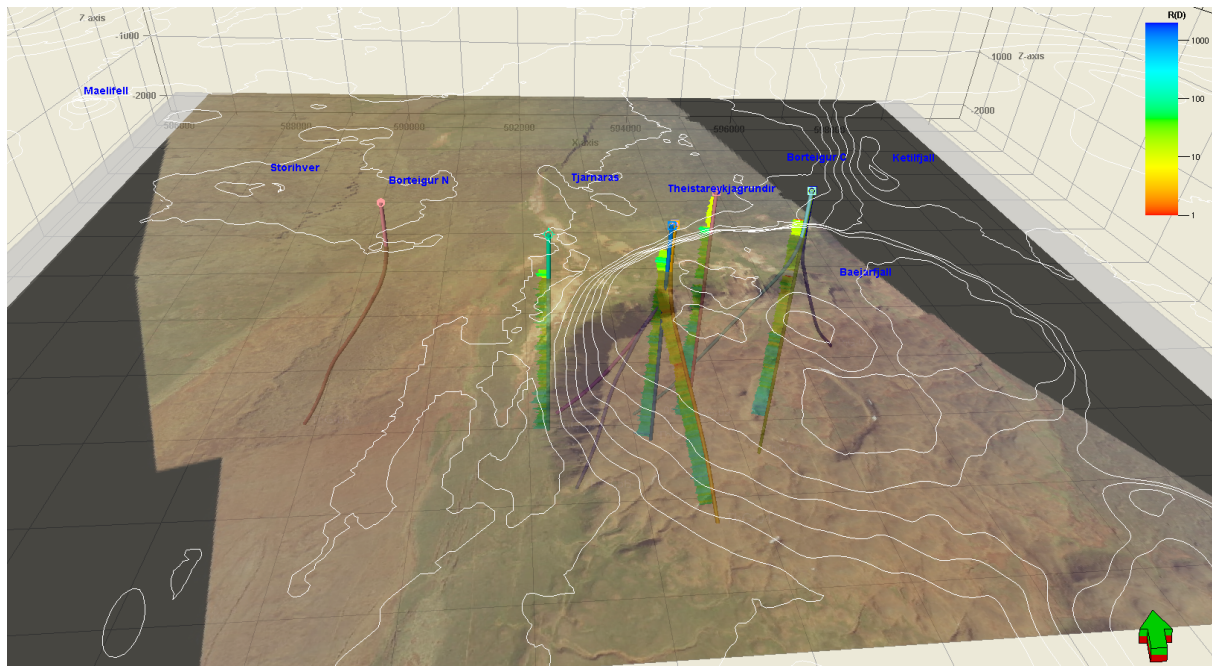 R(D)
Z axis
-1000
1000
Z-axis
1000
Maelifell
-2000
100
-2000
598000
600000
602000
604000
606000
X-axis
Borteigur C
Ketilfjall
10
Storihver
Borteigur N
Tjarnaras
Theistareykjagrundir
1
Baejarfjall